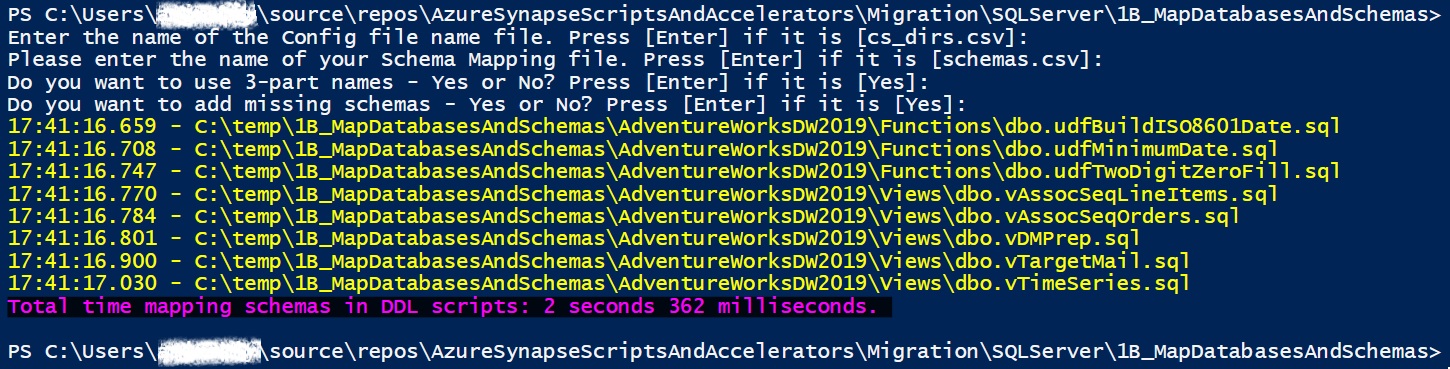 PS C:\Users\ \source\repos\AzureSynapseScriptsAndAccelerators\Migration\SQLServer\1B_MapDatabasesAndSchemas>
Enter the name of the Config file name file. Press [Enter] if it is [cs_dirs.csv]:
Please enter the name of your Schema Mapping file. Press [Enter] if it is [schemas.csv]:
Do you want to use 3-part names - Yes or No? Press [Enter] if it is [Yes]:
Do you want to add missing schemas - Yes or No? Press [Enter] if it is [Yes]:
17:41:16.659 - C:\temp\1B_MapDatabasesAndSchemas\AdventureWorksDW2019\Functions\dbo.udfBuildISO8601Date.sql
17:41:16.708 - C:\temp\1B_MapDatabasesAndSchemas\AdventureWorksDW2019\Functions\dbo.udfMinimumDate.sql
17:41:16.747 - C:\temp\1B_MapDatabasesAndSchemas\AdventureWorksDW2019\Functions\dbo.udfTwoDigitZeroFill.sql
17:41:16.770 - C:\temp\1B_MapDatabasesAndSchemas\AdventureWorksDW2019\Views\dbo.vAssocSeqLineItems.sql
17:41:16.784 - C:\temp\1B_MapDatabasesAndSchemas\AdventureWorksDW2019\Views\dbo.vAssocSeqOrders.sql
17:41:16.801 - C:\temp\1B_MapDatabasesAndSchemas\AdventureWorksDW2019\Views\dbo.vDMPrep.sql
17:41:16.900 - C:\temp\1B_MapDatabasesAndSchemas\AdventureWorksDW2019\Views\dbo.vTargetMail.sql
17:41:17.030 - C:\temp\1B_MapDatabasesAndSchemas\AdventureWorksDW2019\Views\dbo.vTimeSeries.sql
Total time mapping schemas in DDL scripts: 2 seconds 362 milliseconds.
PS C:\Users\ \source\repos\AzureSynapseScriptsAndAccelerators\Migration\SQLServer\1B_MapDatabasesAndSchemas>